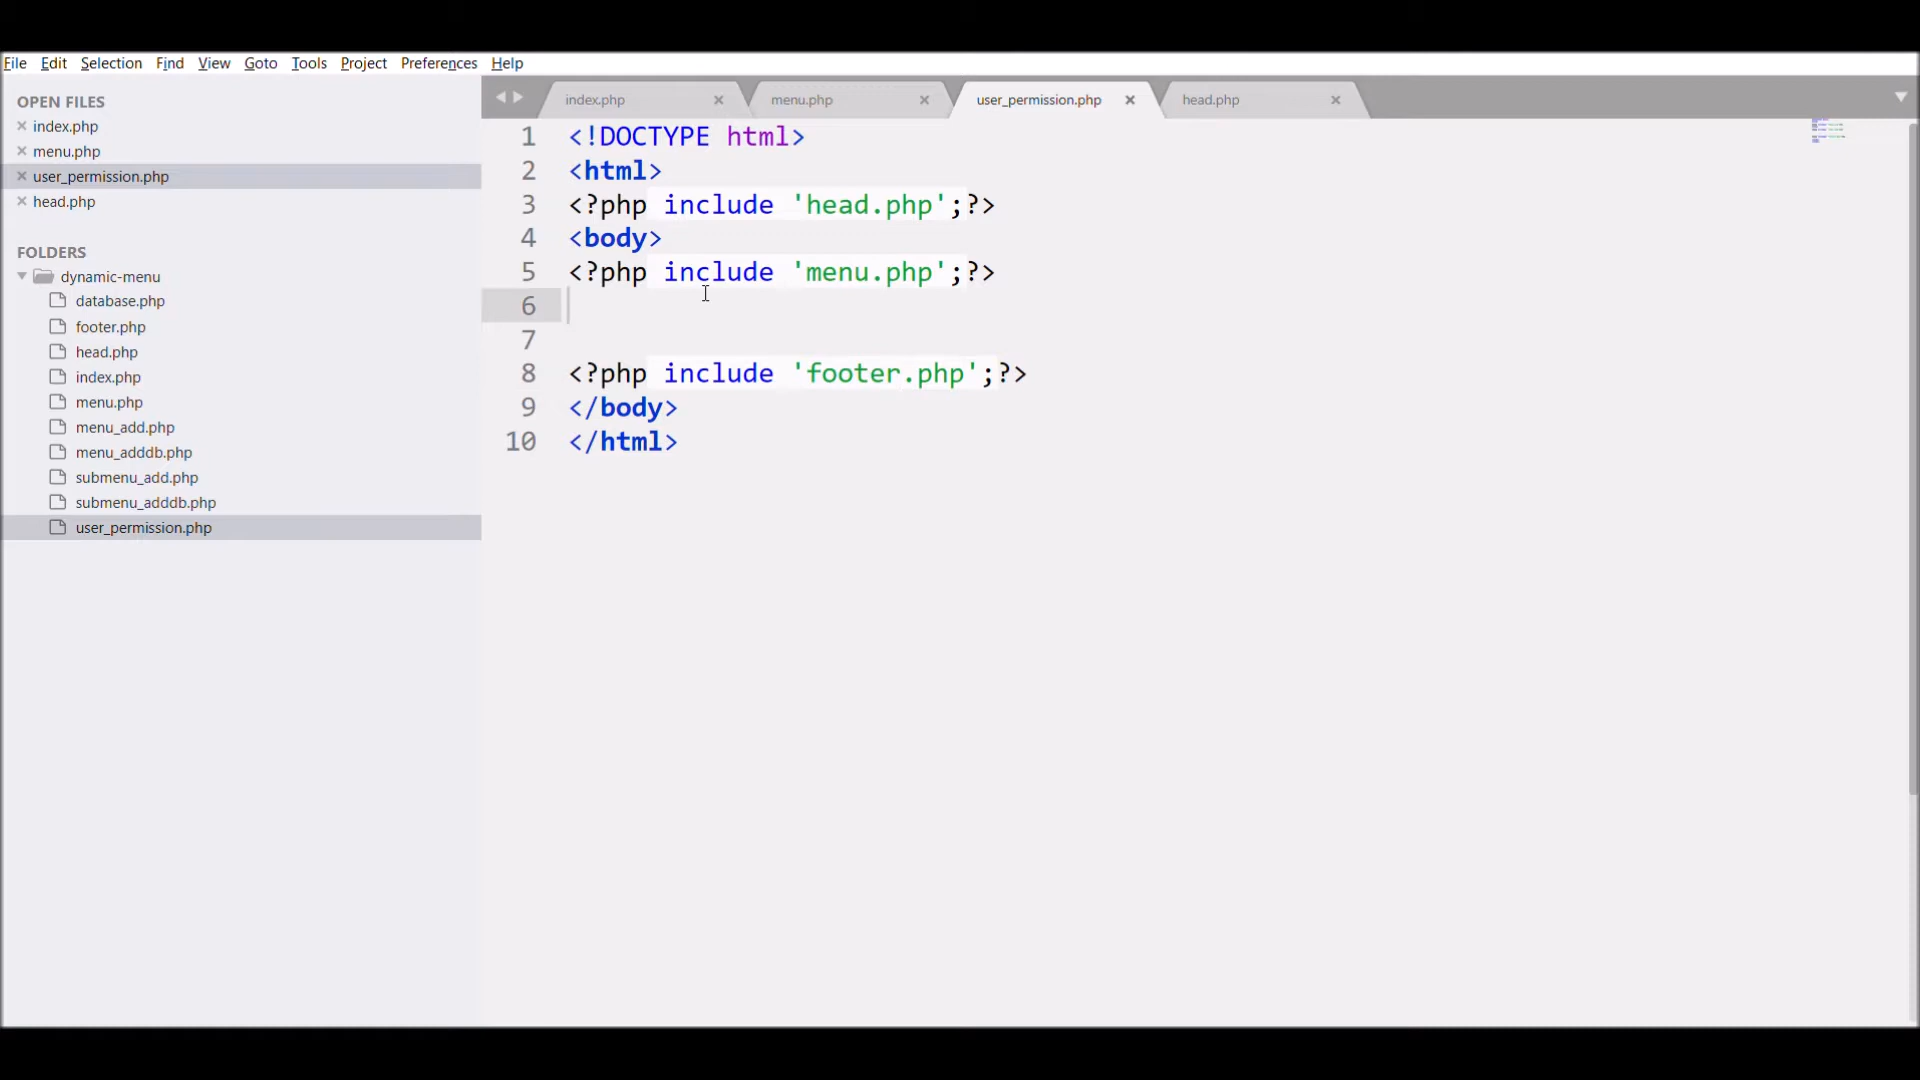 File Edit Selection Find View Goto Tools Project Preferences Help
OPEN FILES
index.php
menu.php
user_permission.php
head.php
FOLDERS
dynamic-menu
database.php
footer.php
head.php
index.php
menu.php
menu_add.php
menu_adddb.php
submenu_add.php
submenu_adddb.php
user_permission.php
index.php menu.php user_permission.php head.php
1 <!DOCTYPE html>
2 <html>
3 <?php include 'head.php';?>
4 <body>
5 <?php include 'menu.php';?>
6
7
8 <?php include 'footer.php';?>
9 </body>
10 </html>